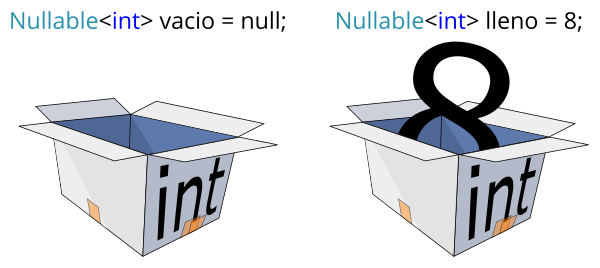 Nullable<int> vacio = null;
Nullable<int> lleno = 8;
8
int
int